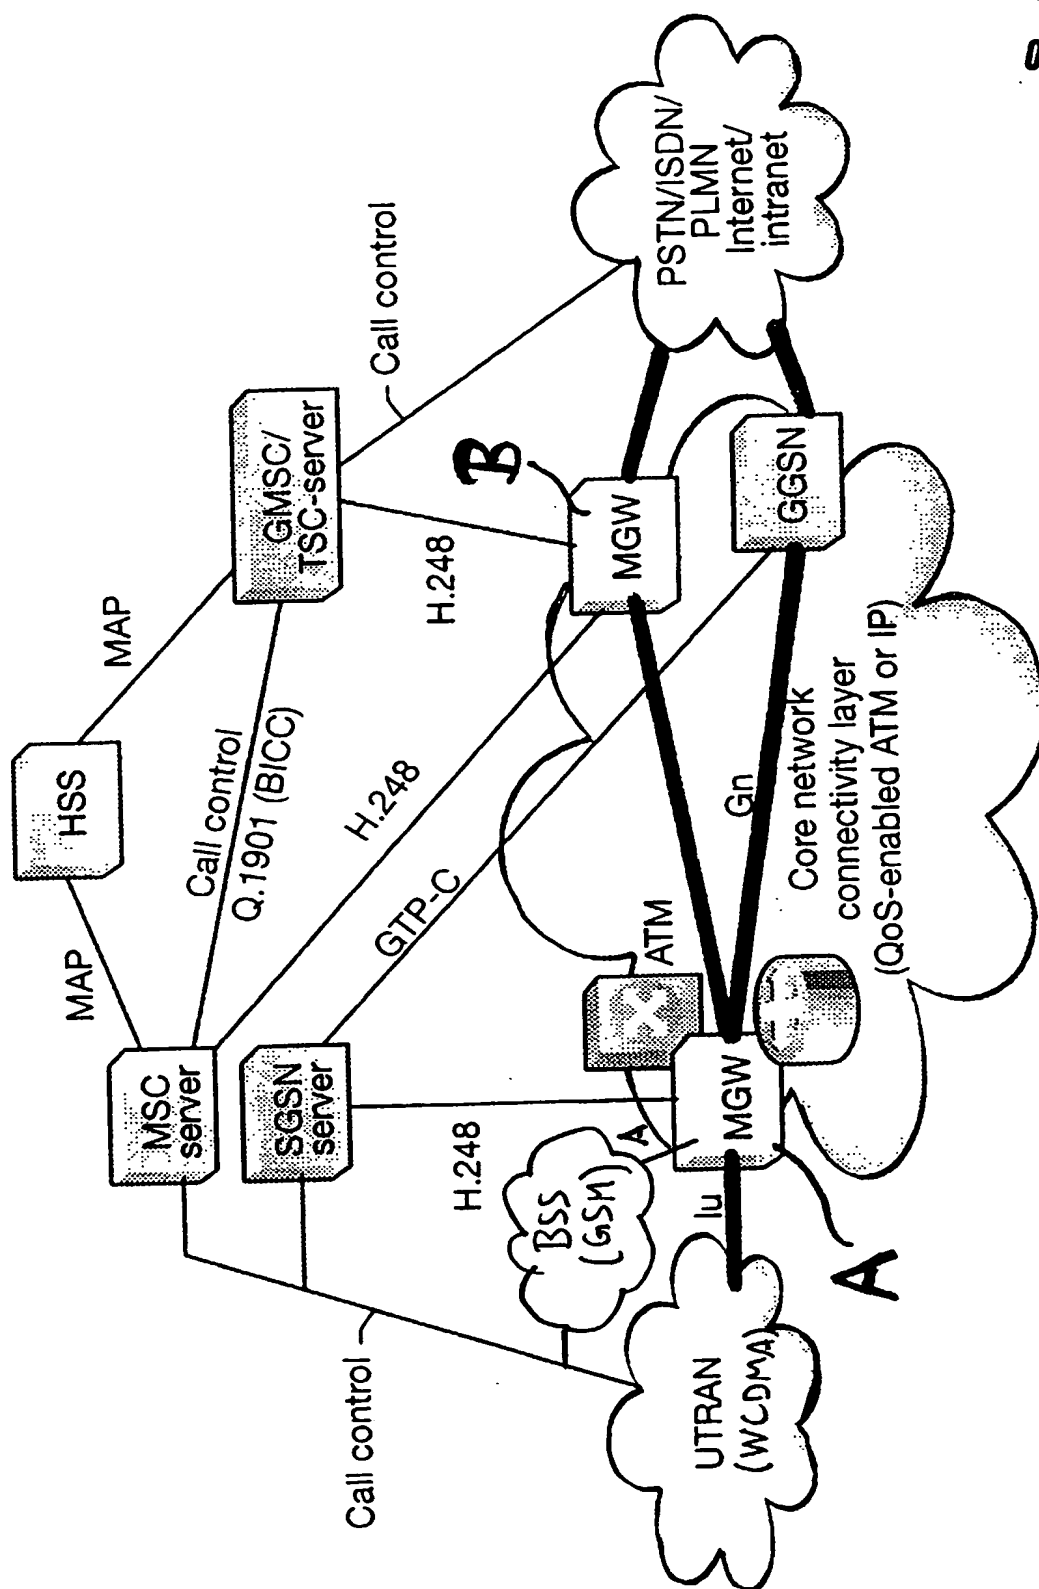 HSS
MAP
MAP
MSC
server
Call control
Q.1901 (BICC)
GMSC/
TSC-server
SGSN
server
Call control
H.248
GTP-C
H.248
Call control
B
H.248
BSS
(GSM)
A
ATM
MGW
MGW
PSTN/ISDN/
PLMN
Internet/
intranet
UTRAN
(WCDMA)
Iu
Gn
GGSN
Core network
connectivity layer
(QoS-enabled ATM or IP)
A